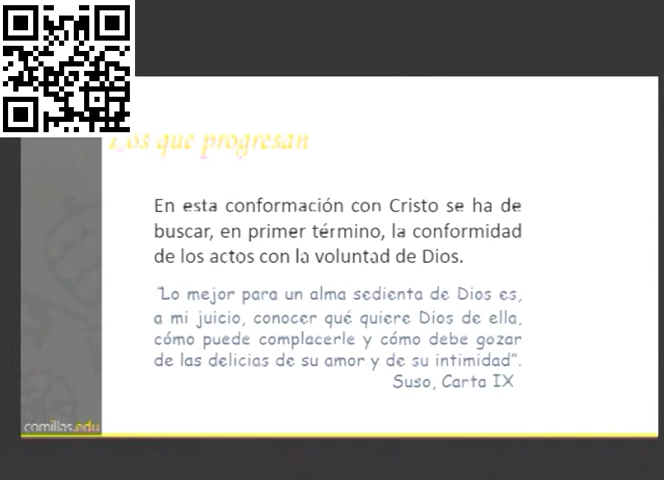 Los que progresan
En esta conformación con Cristo se ha de
buscar, en primer término, la conformidad
de los actos con la voluntad de Dios.
"Lo mejor para un alma sedienta de Dios es,
a mi juicio, conocer qué quiere Dios de ella,
cómo puede complacerle y cómo debe gozar
de las delicias de su amor y de su intimidad".
Suso, Carta IX
comillas.edu